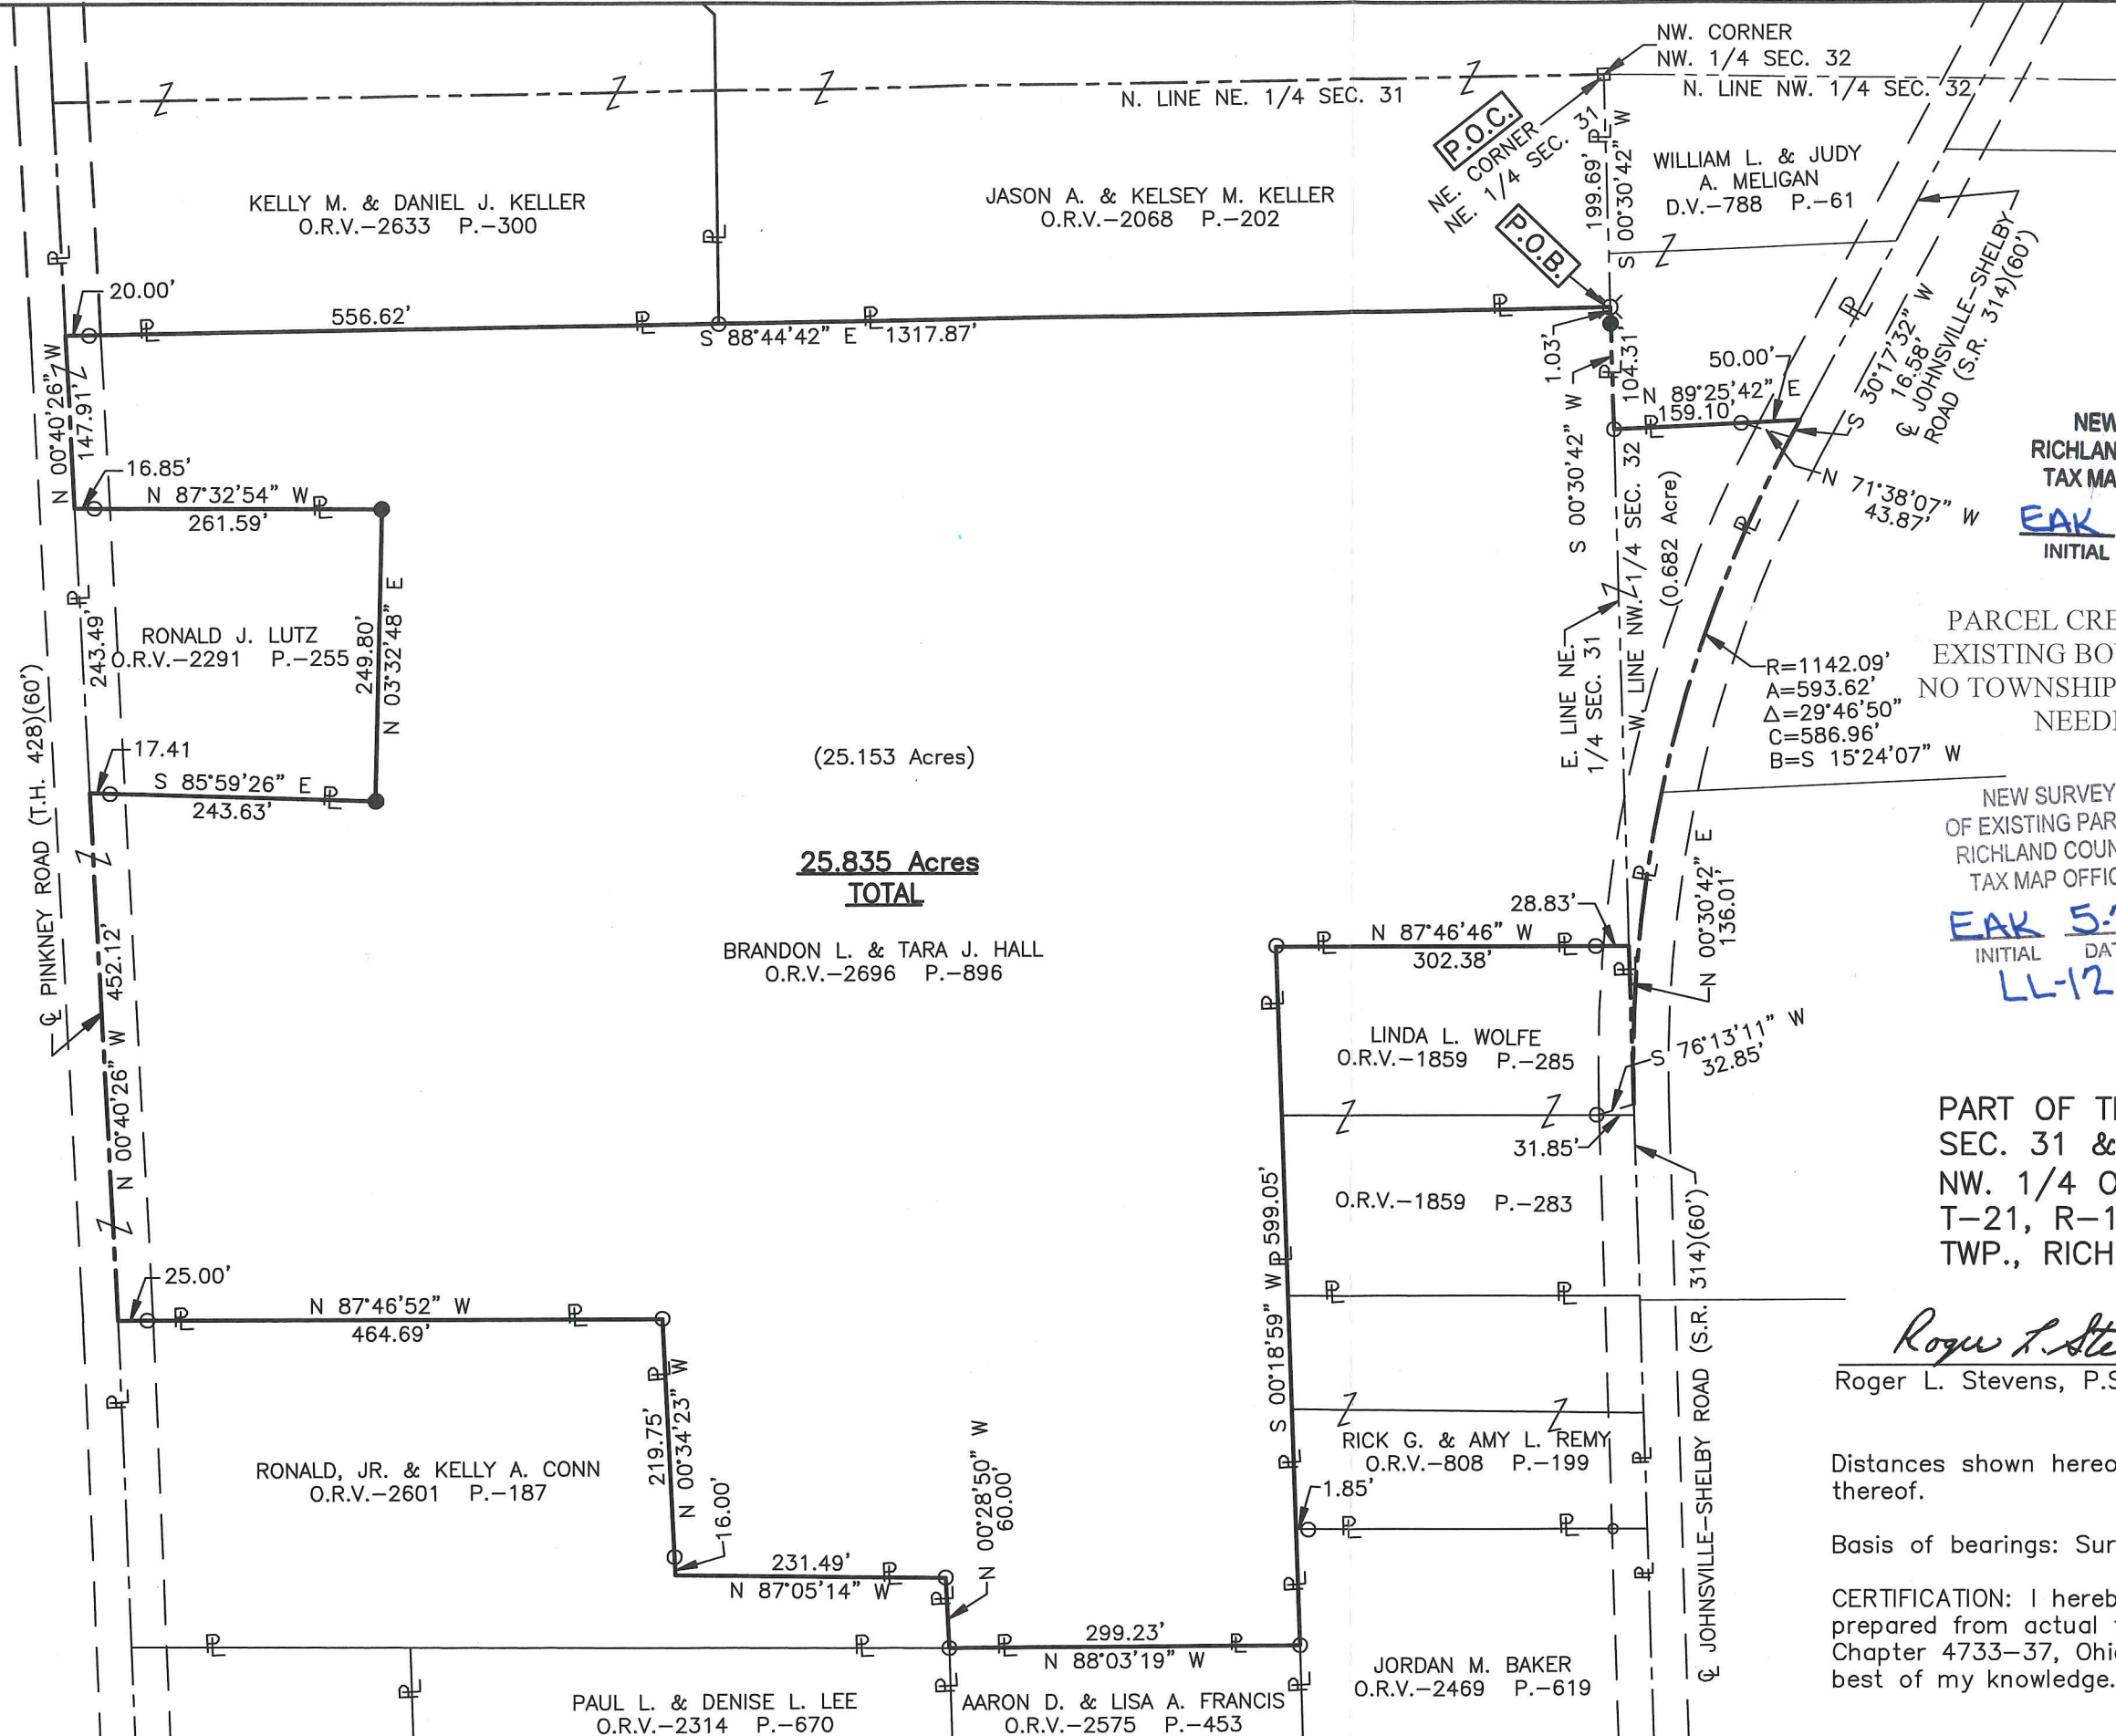 NW. CORNER
NW. 1/4 SEC. 32
N. LINE NE. 1/4 SEC. 31
N. LINE NW. 1/4 SEC. 32
P.O.C.
NE. CORNER
NE. 1/4 SEC. 31
199.69'
S 00°30'42" W
WILLIAM L. & JUDY
A. MELIGAN
D.V.-788 P.-61
KELLY M. & DANIEL J. KELLER
O.R.V.-2633 P.-300
JASON A. & KELSEY M. KELLER
O.R.V.-2068 P.-202
P.O.B.
20.00'
556.62'
S 88°44'42" E 1317.87'
1.03'
S 00°30'42" W
104.31'
50.00'
N 89°25'42" E
159.10'
S 30°17'32" W
16.58'
℄ JOHNSVILLE-SHELBY
ROAD (S.R. 314)(60')
N 71°38'07" W
43.87'
N 00°40'26" W
147.91'
16.85'
N 87°32'54" W
261.59'
243.49'
RONALD J. LUTZ
O.R.V.-2291 P.-255
249.80'
N 03°32'48" E
17.41
S 85°59'26" E
243.63'
℄ PINKNEY ROAD (T.H. 428)(60')
N 00°40'26" W 452.12'
(25.153 Acres)
25.835 Acres
TOTAL
BRANDON L. & TARA J. HALL
O.R.V.-2696 P.-896
E. LINE NE.
1/4 SEC. 31
W. LINE NW. 1/4 SEC. 32
(0.682 Acre)
R=1142.09'
A=593.62'
Δ=29°46'50"
C=586.96'
B=S 15°24'07" W
NEW
RICHLAN
TAX MA
EAK
INITIAL
PARCEL CRE
EXISTING BO
NO TOWNSHIP
NEED
NEW SURVEY
OF EXISTING PAR
RICHLAND COUN
TAX MAP OFFIC
EAK 5-
INITIAL DA
LL-12
28.83'
N 87°46'46" W
302.38'
N 00°30'42" E
136.01'
LINDA L. WOLFE
O.R.V.-1859 P.-285
S 76°13'11" W
32.85'
31.85'
O.R.V.-1859 P.-283
S 00°18'59" W 599.05'
℄ JOHNSVILLE-SHELBY ROAD (S.R. 314)(60')
PART OF T
SEC. 31 &
NW. 1/4 O
T-21, R-1
TWP., RICH
Roger L. Ste
Roger L. Stevens, P.S
25.00'
N 87°46'52" W
464.69'
219.75'
N 00°34'23" W
16.00'
RONALD, JR. & KELLY A. CONN
O.R.V.-2601 P.-187
231.49'
N 87°05'14" W
N 00°28'50" W
60.00'
RICK G. & AMY L. REMY
O.R.V.-808 P.-199
1.85'
299.23'
N 88°03'19" W
PAUL L. & DENISE L. LEE
O.R.V.-2314 P.-670
AARON D. & LISA A. FRANCIS
O.R.V.-2575 P.-453
JORDAN M. BAKER
O.R.V.-2469 P.-619
Distances shown hereo
thereof.
Basis of bearings: Sur
CERTIFICATION: I hereb
prepared from actual
Chapter 4733-37, Ohi
best of my knowledge.